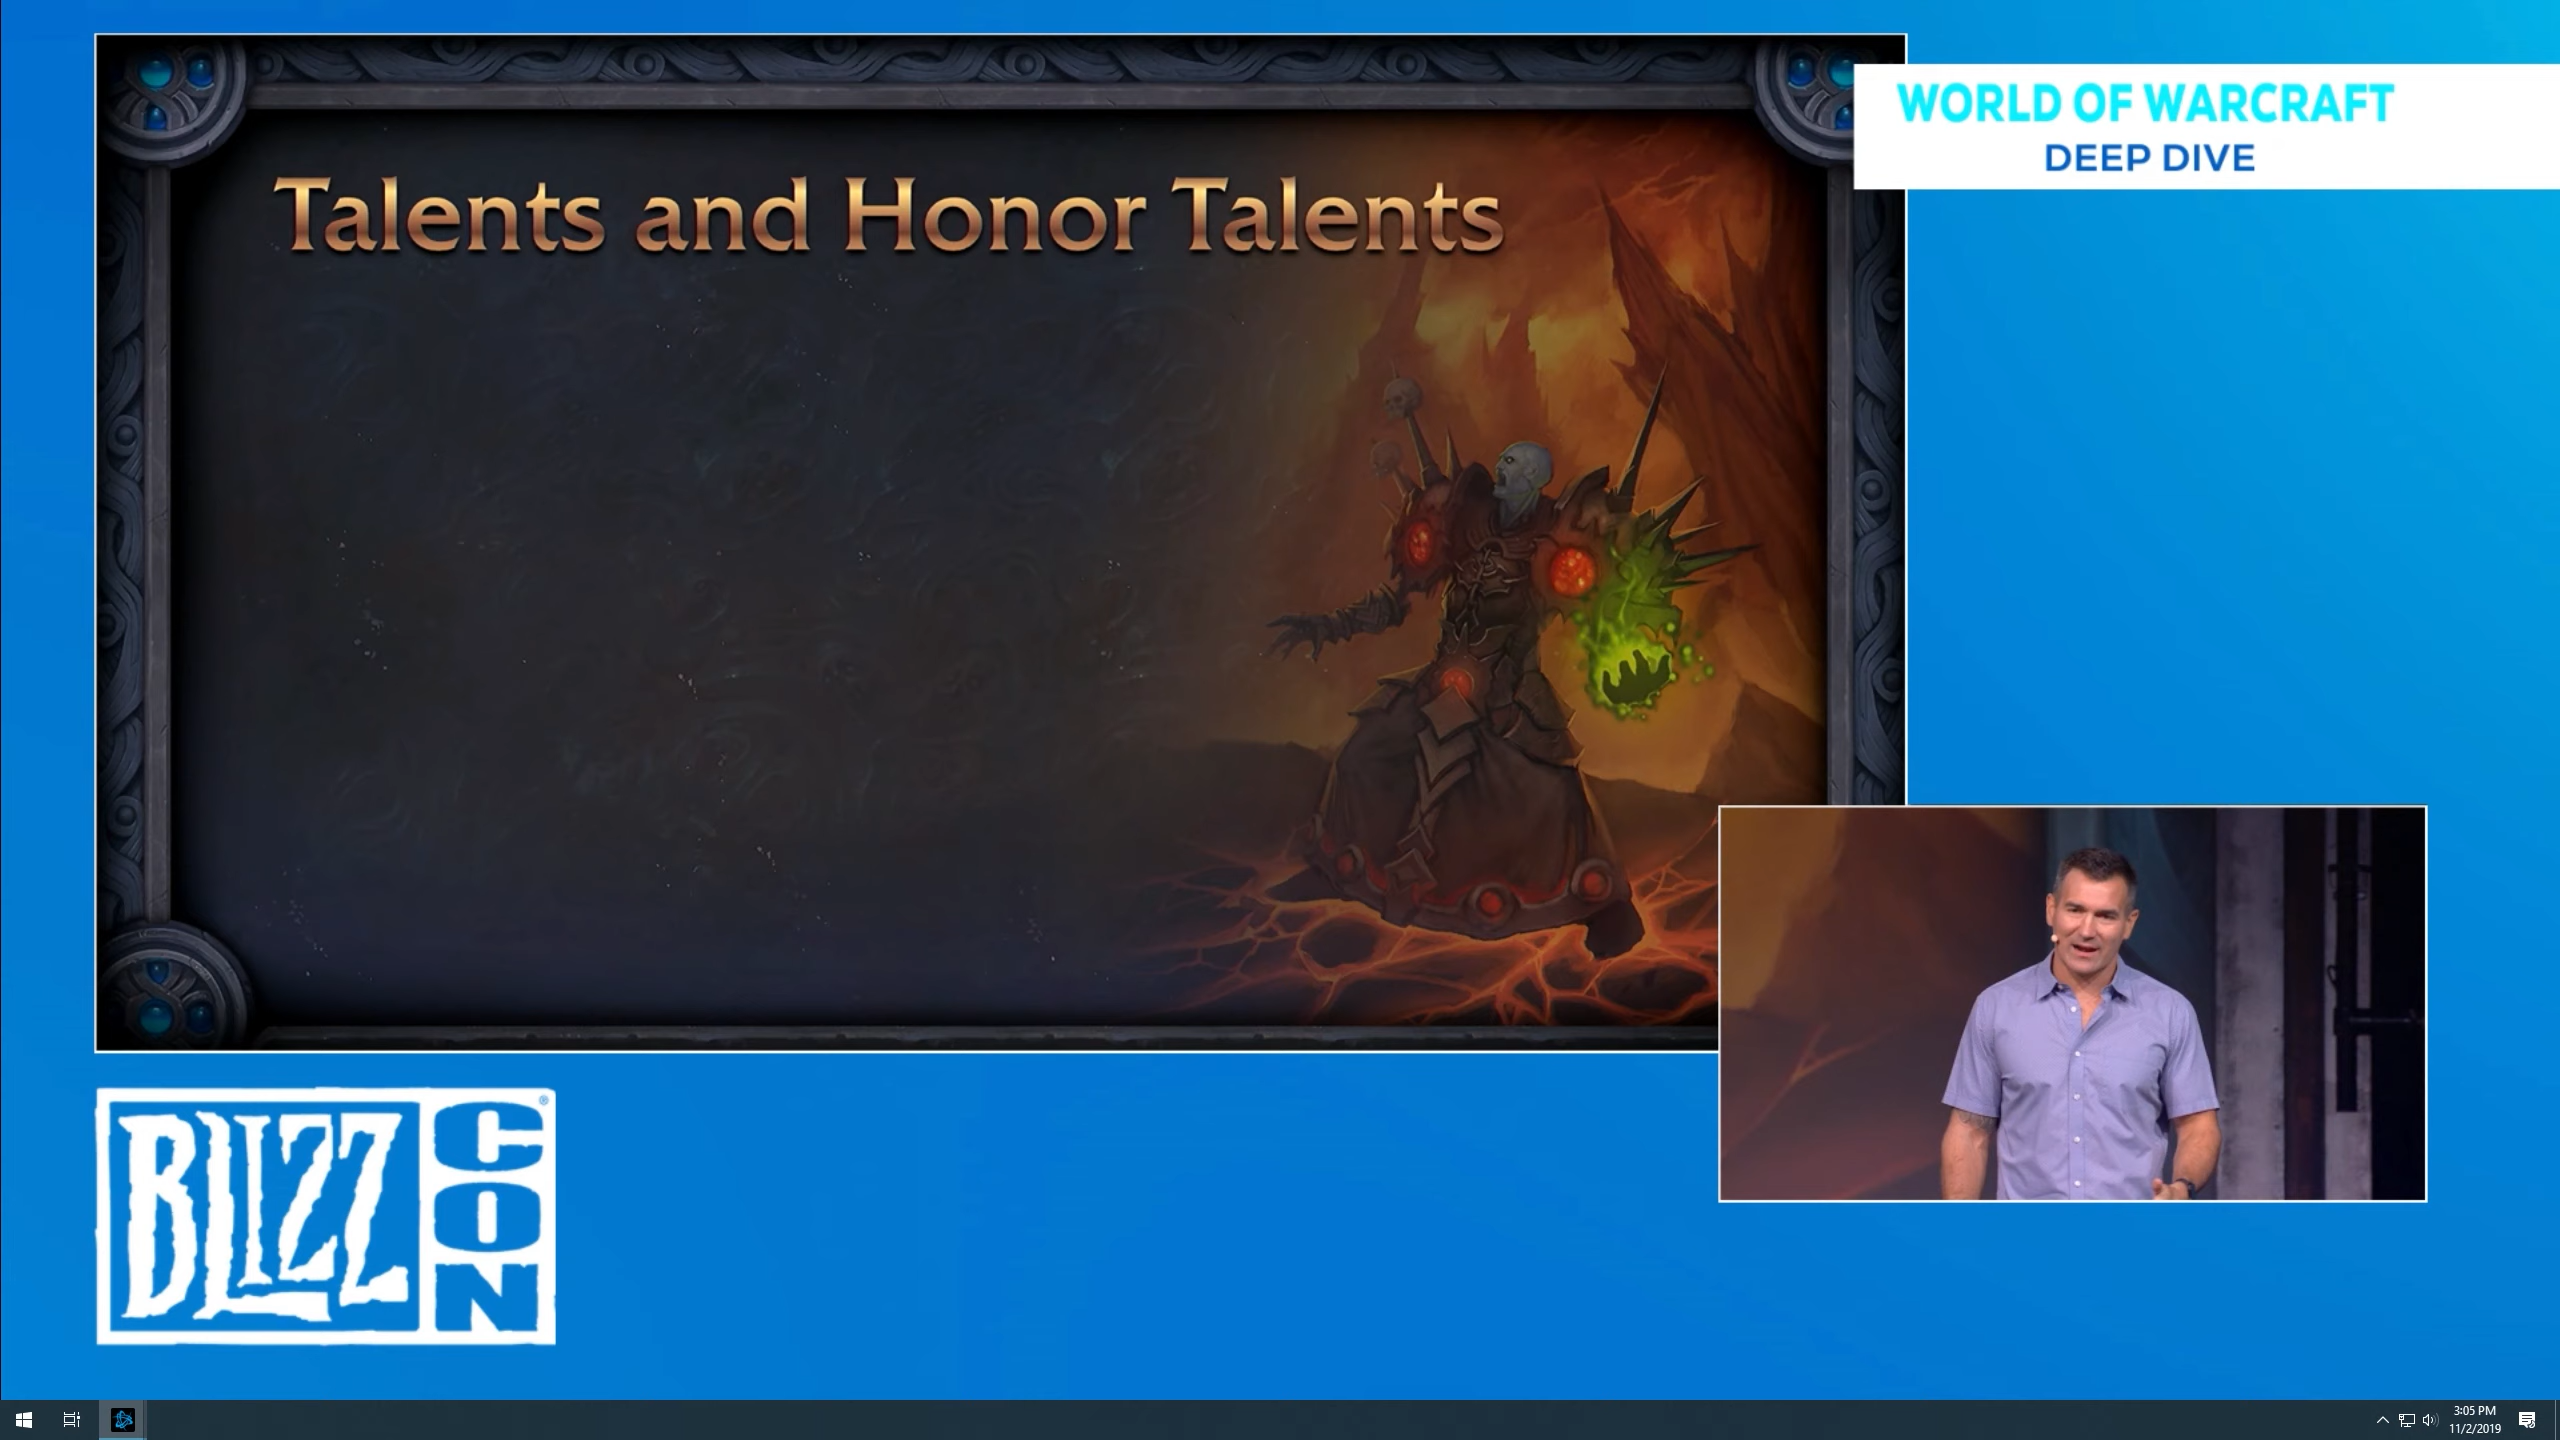 WORLD OF WARCRAFT
DEEP DIVE
Talents and Honor Talents
BLIZZ
CON
®
3:05 PM
11/2/2019